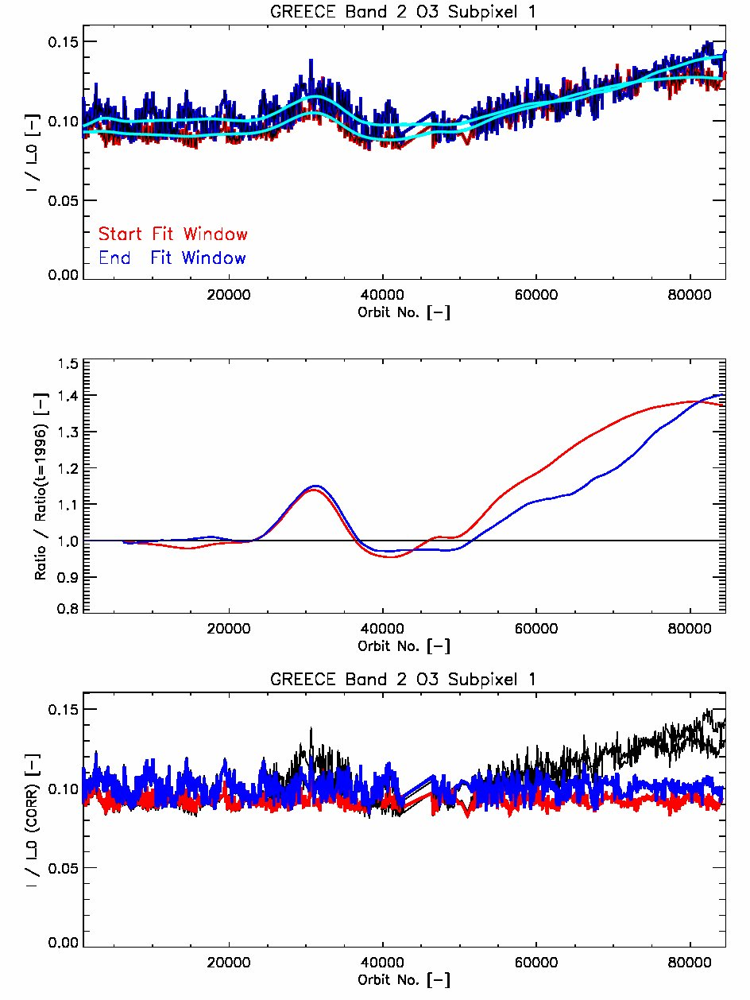 GREECE Band 2 O3 Subpixel 1
0.15
0.10
0.05
0.00
I / I_0 [-]
Start Fit Window
End Fit Window
20000 40000 60000 80000
Orbit No. [-]
1.5
1.4
1.3
1.2
1.1
1.0
0.9
0.8
Ratio / Ratio(t=1996) [-]
20000 40000 60000 80000
Orbit No. [-]
GREECE Band 2 O3 Subpixel 1
0.15
0.10
0.05
0.00
I / I_0 (CORR) [-]
20000 40000 60000 80000
Orbit No. [-]